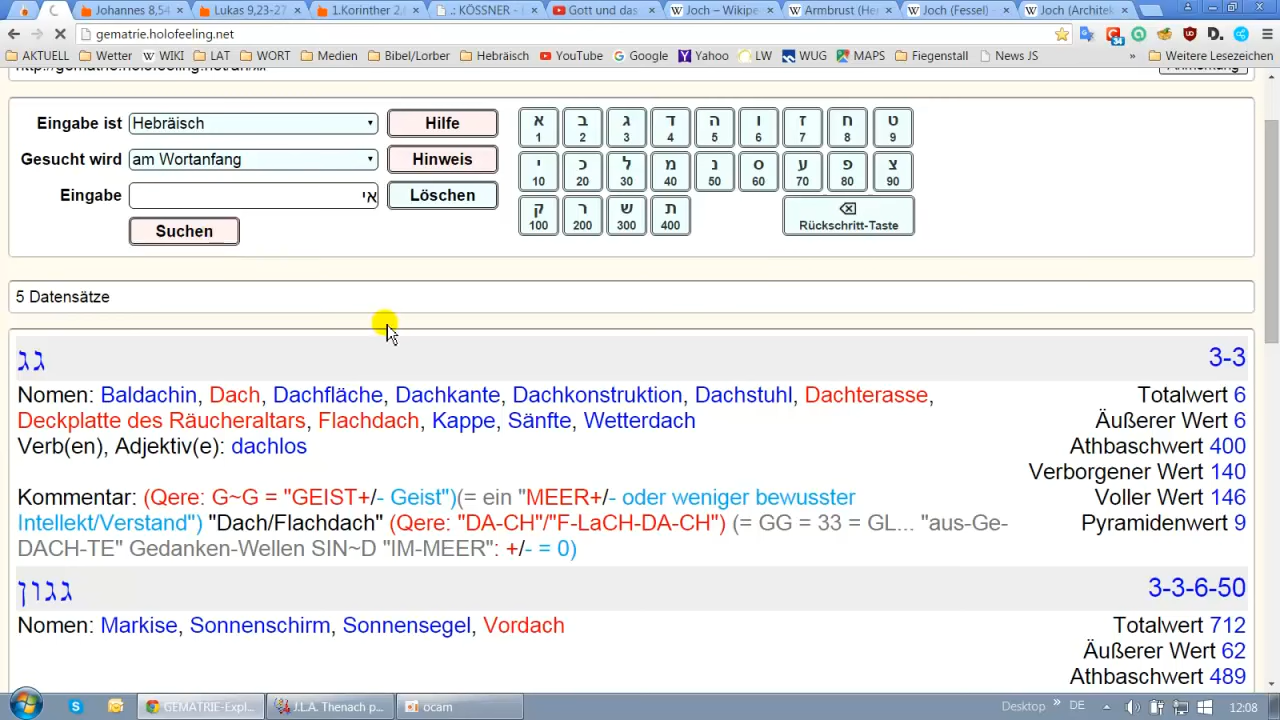 Johannes 8,54
Lukas 9,23-27
1.Korinther 2,
.: KÖSSNER -
Gott und das
Joch – Wikipe
Armbrust (He
Joch (Fessel) –
Joch (Architek
gematrie.holofeeling.net
AKTUELL
Wetter
WIKI
LAT
WORT
Medien
Bibel/Lorber
Hebräisch
YouTube
Google
Yahoo
LW
WUG
MAPS
Fiegenstall
News JS
»
Weitere Lesezeichen
Eingabe ist
Hebräisch
Hilfe
Gesucht wird
am Wortanfang
Hinweis
Eingabe
אי
Löschen
Suchen
א ב ג ד ה ו ז ח ט
1 2 3 4 5 6 7 8 9
י כ ל מ נ ס ע פ צ
10 20 30 40 50 60 70 80 90
ק ר ש ת
100 200 300 400
Rückschritt-Taste
5 Datensätze
גג 3-3
Nomen: Baldachin, Dach, Dachfläche, Dachkante, Dachkonstruktion, Dachstuhl, Dachterasse,
Deckplatte des Räucheraltars, Flachdach, Kappe, Sänfte, Wetterdach
Verb(en), Adjektiv(e): dachlos
Kommentar: (Qere: G~G = "GEIST+/- Geist")(= ein "MEER+/- oder weniger bewusster
Intellekt/Verstand") "Dach/Flachdach" (Qere: "DA-CH"/"F-LaCH-DA-CH") (= GG = 33 = GL... "aus-Ge-
DACH-TE" Gedanken-Wellen SIN~D "IM-MEER": +/- = 0)
Totalwert 6
Äußerer Wert 6
Athbaschwert 400
Verborgener Wert 140
Voller Wert 146
Pyramidenwert 9
גגון 3-3-6-50
Nomen: Markise, Sonnenschirm, Sonnensegel, Vordach
Totalwert 712
Äußerer Wert 62
Athbaschwert 489
GEMATRIE-Expl...
J.L.A. Thenach p...
ocam
Desktop
»
DE
12:08